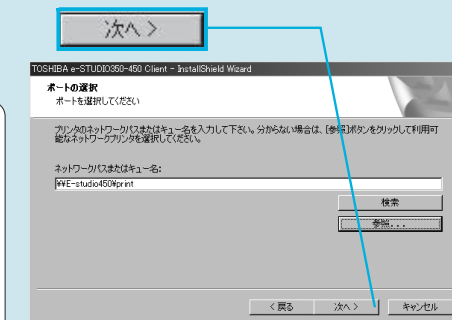 次へ >
TOSHIBA e-STUDIO350-450 Client - InstallShield Wizard
ポートの選択
ポートを選択してください
プリンタのネットワークパスまたはキュー名を入力して下さい。分からない場合は、[参照]ボタンをクリックして利用可
能なネットワークプリンタを選択してください。
ネットワークパスまたはキュー名:
¥¥E-studio450¥print
検索
参照...
< 戻る 次へ > キャンセル